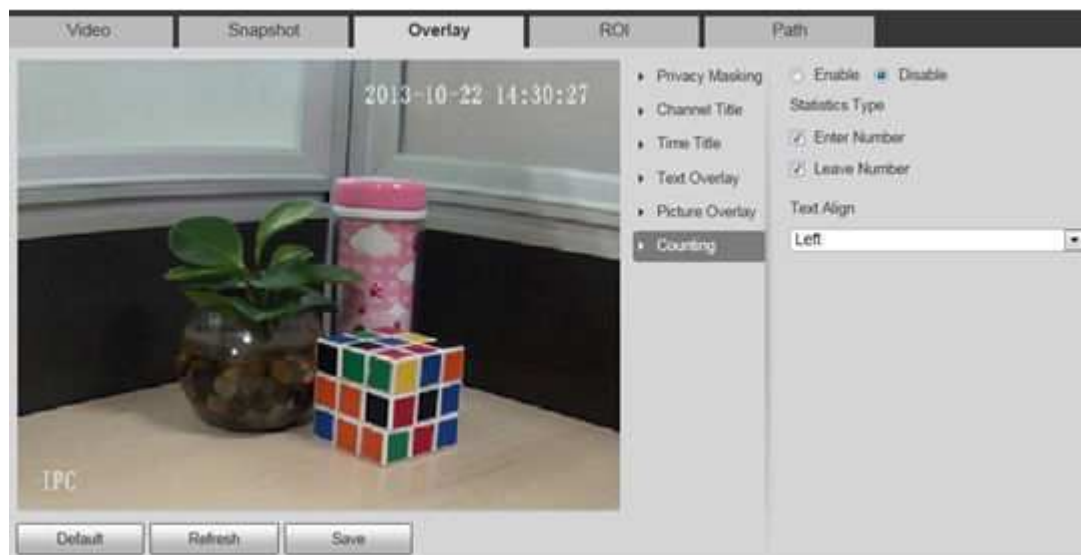 Video Snapshot Overlay ROI Path
2013-10-22 14:30:27
IPC
Privacy Masking
Channel Title
Time Title
Text Overlay
Picture Overlay
Counting
Enable Disable
Statistics Type
Enter Number
Leave Number
Text Align
Left
Default Refresh Save